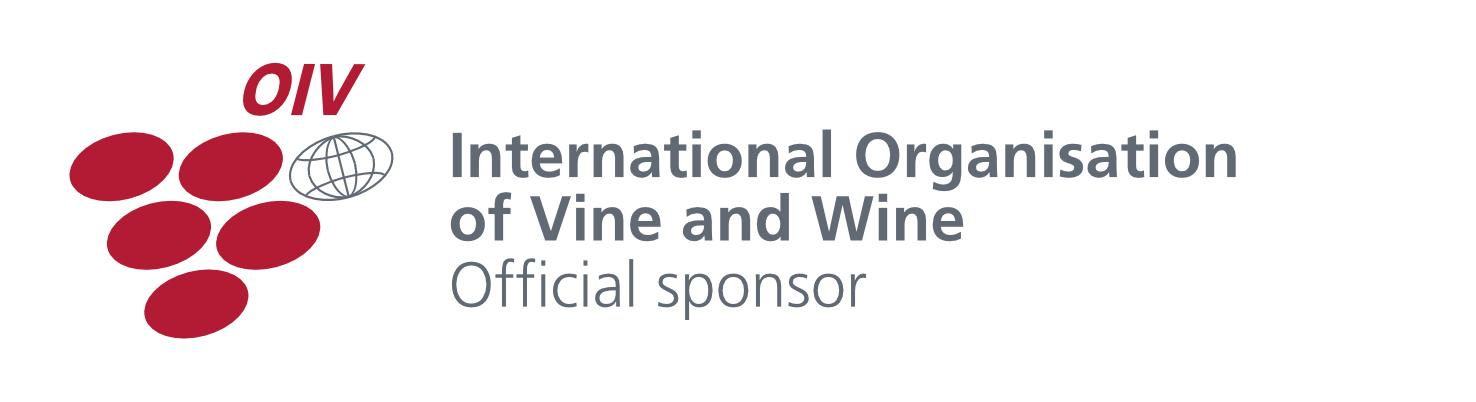 OIV
International Organisation
of Vine and Wine
Official sponsor